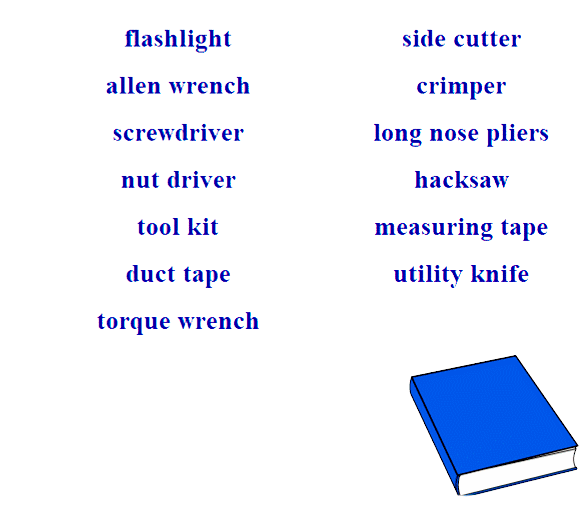 flashlight
allen wrench
screwdriver
nut driver
tool kit
duct tape
torque wrench
side cutter
crimper
long nose pliers
hacksaw
measuring tape
utility knife